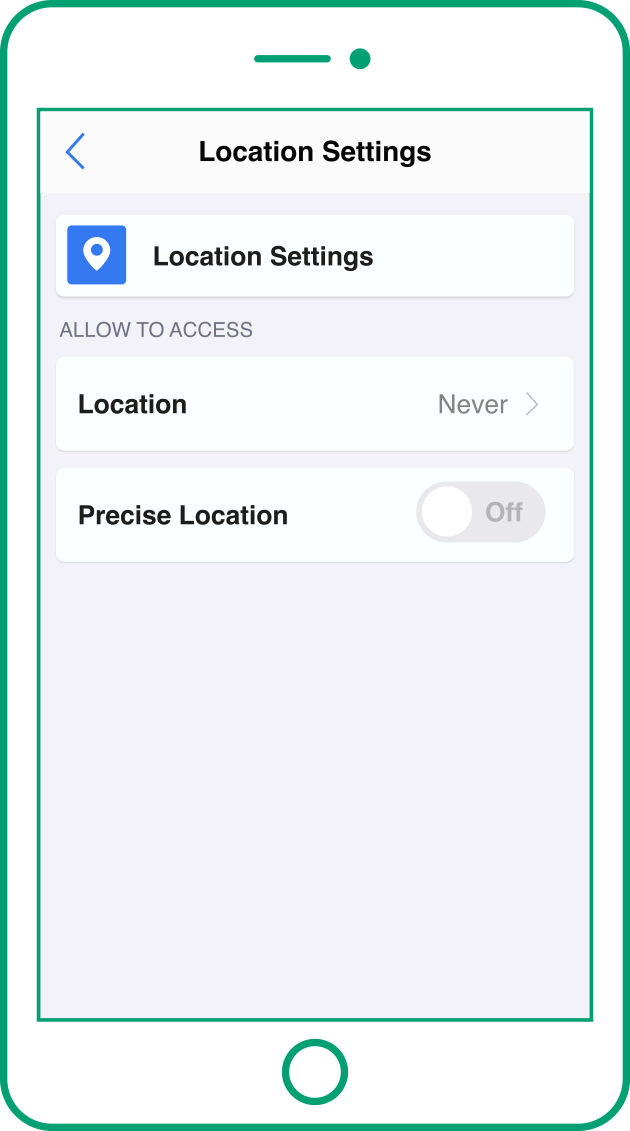 Location Settings
Location Settings
ALLOW TO ACCESS
Location Never
Precise Location Off